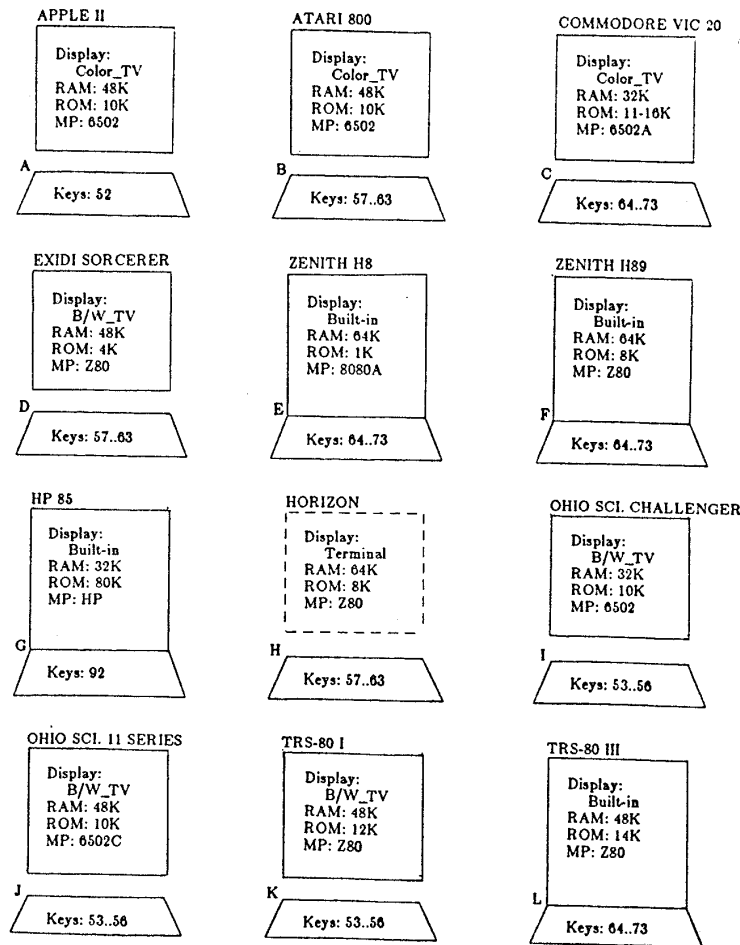 APPLE II
Display:
Color_TV
RAM: 48K
ROM: 10K
MP: 6502
A
Keys: 52
ATARI 800
Display:
Color_TV
RAM: 48K
ROM: 10K
MP: 6502
B
Keys: 57..63
COMMODORE VIC 20
Display:
Color_TV
RAM: 32K
ROM: 11-16K
MP: 6502A
C
Keys: 64..73
EXIDI SORCERER
Display:
B/W_TV
RAM: 48K
ROM: 4K
MP: Z80
D
Keys: 57..63
ZENITH H8
Display:
Built-in
RAM: 64K
ROM: 1K
MP: 8080A
E
Keys: 64..73
ZENITH H89
Display:
Built-in
RAM: 64K
ROM: 8K
MP: Z80
F
Keys: 64..73
HP 85
Display:
Built-in
RAM: 32K
ROM: 80K
MP: HP
G
Keys: 92
HORIZON
Display:
Terminal
RAM: 64K
ROM: 8K
MP: Z80
H
Keys: 57..63
OHIO SCI. CHALLENGER
Display:
B/W_TV
RAM: 32K
ROM: 10K
MP: 6502
I
Keys: 53..56
OHIO SCI. 11 SERIES
Display:
B/W_TV
RAM: 48K
ROM: 10K
MP: 6502C
J
Keys: 53..56
TRS-80 I
Display:
B/W_TV
RAM: 48K
ROM: 12K
MP: Z80
K
Keys: 53..56
TRS-80 III
Display:
Built-in
RAM: 48K
ROM: 14K
MP: Z80
L
Keys: 64..73